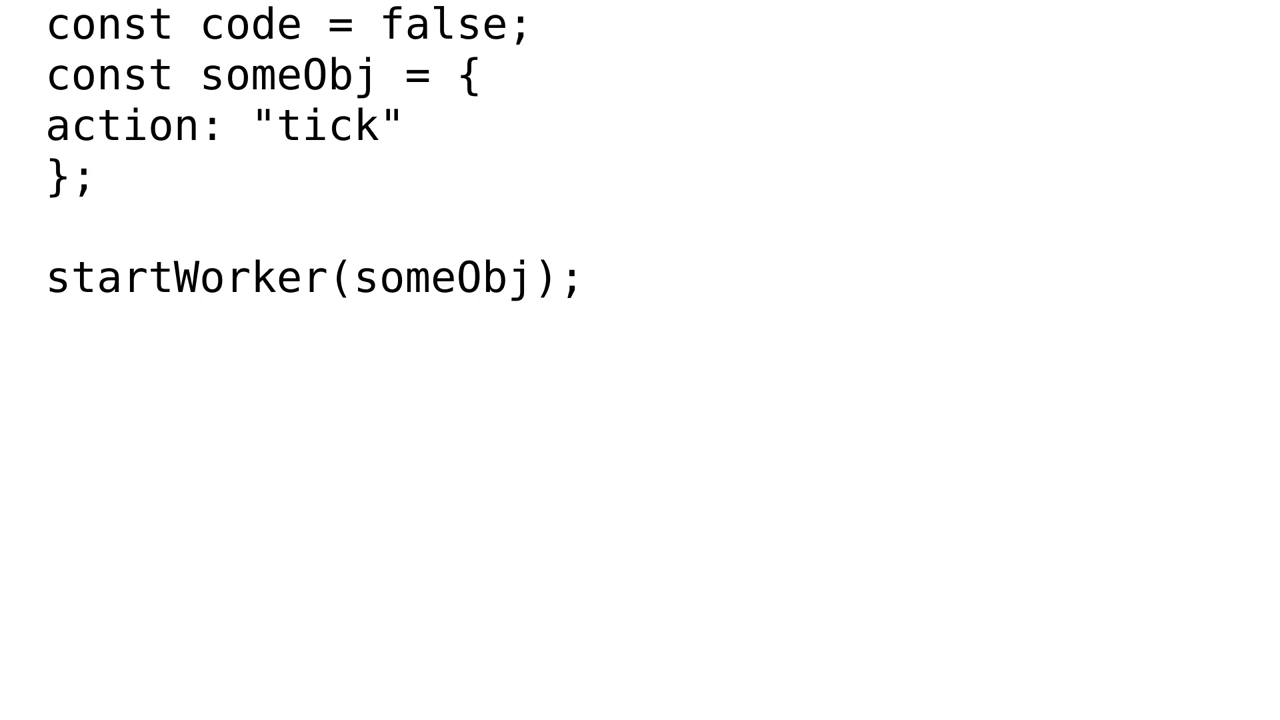 const code = false;
const someObj = {
action: "tick"
};

startWorker(someObj);